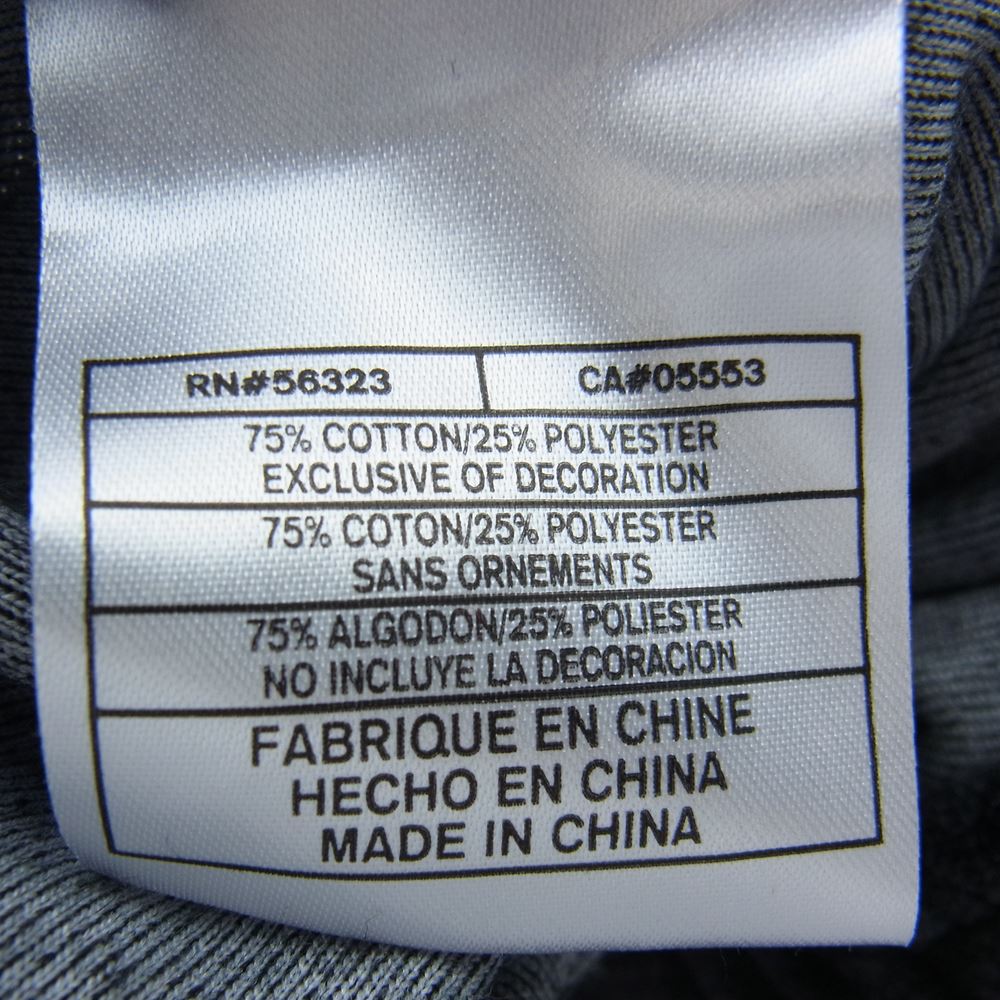 RN#56323 CA#05553
75% COTTON/25% POLYESTER
EXCLUSIVE OF DECORATION
75% COTON/25% POLYESTER
SANS ORNEMENTS
75% ALGODON/25% POLIESTER
NO INCLUYE LA DECORACION
FABRIQUE EN CHINE
HECHO EN CHINA
MADE IN CHINA